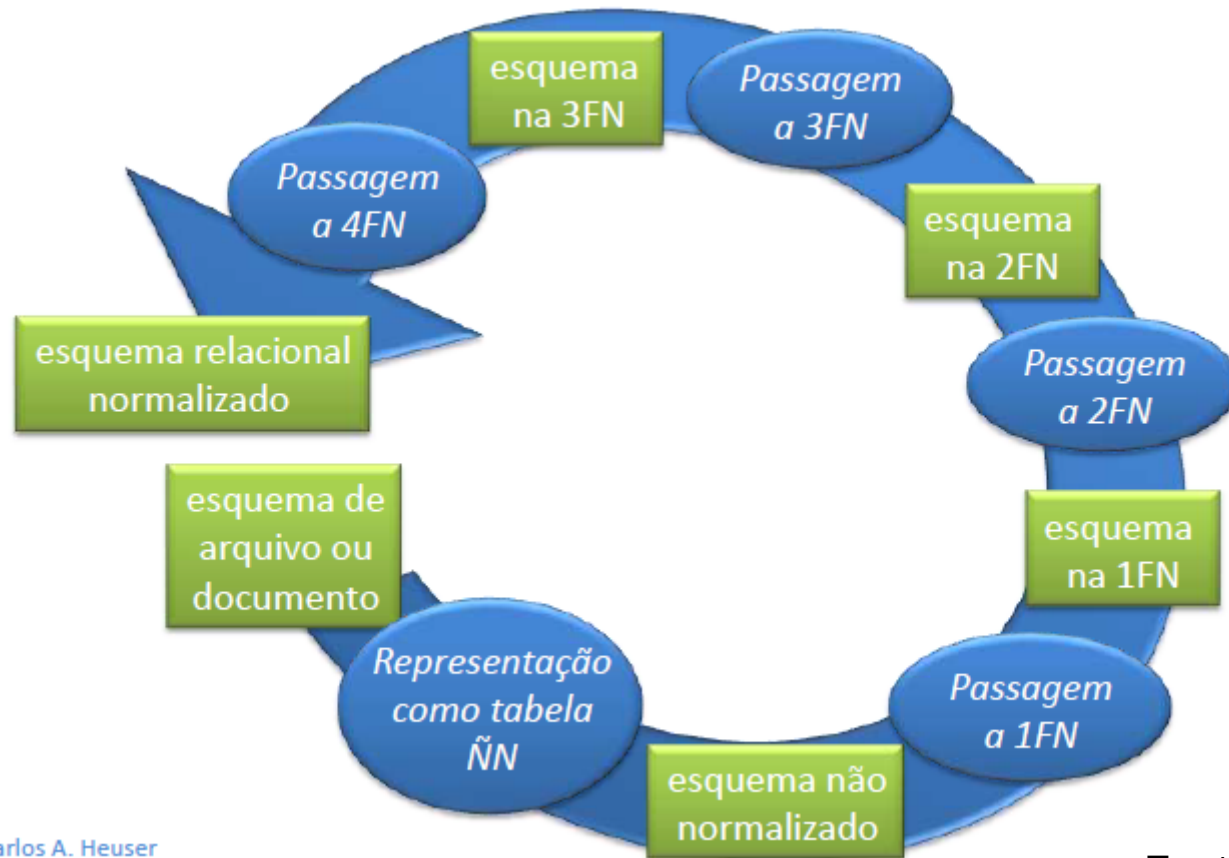 esquema
na 3FN
Passagem
a 3FN
Passagem
a 4FN
esquema
na 2FN
esquema relacional
normalizado
Passagem
a 2FN
esquema de
arquivo ou
documento
esquema
na 1FN
Representação
como tabela
ÑN
Passagem
a 1FN
esquema não
normalizado
arlos A. Heuser